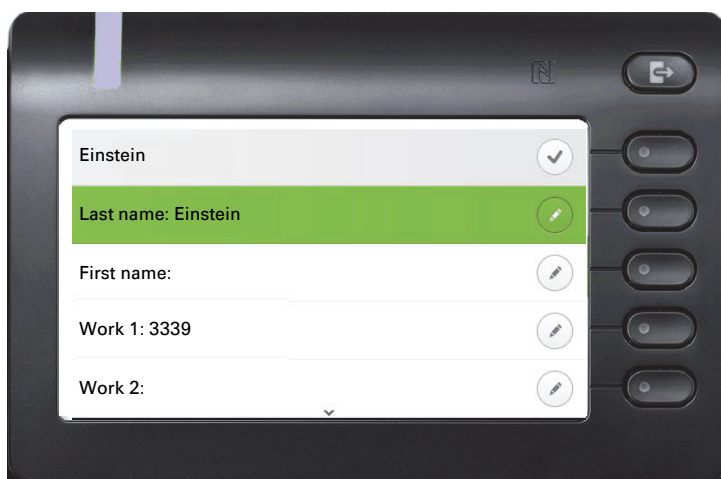 Einstein
Last name: Einstein
First name:
Work 1: 3339
Work 2: